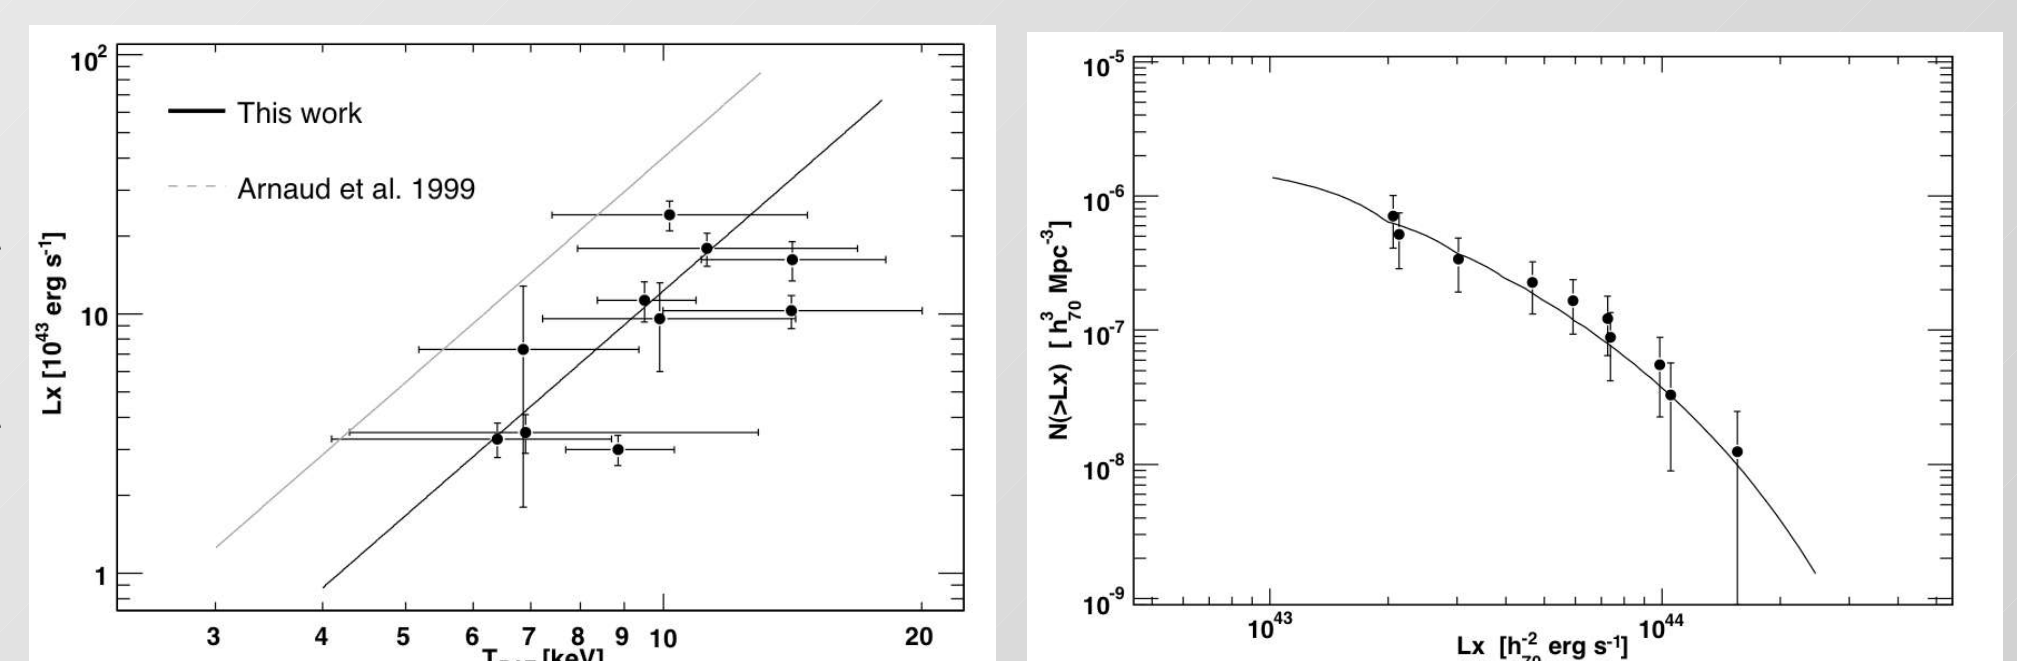 10²
This work
Arnaud et al. 1999
10
1
Lx [10⁴³ erg s⁻¹]
3 4 5 6 7 8 9 10 20
[keV]
10⁻⁵
10⁻⁶
10⁻⁷
10⁻⁸
10⁻⁹
N(>Lx) [h³₇₀ Mpc⁻³]
10⁴³ 10⁴⁴
Lx [h⁻²₇₀ erg s⁻¹]